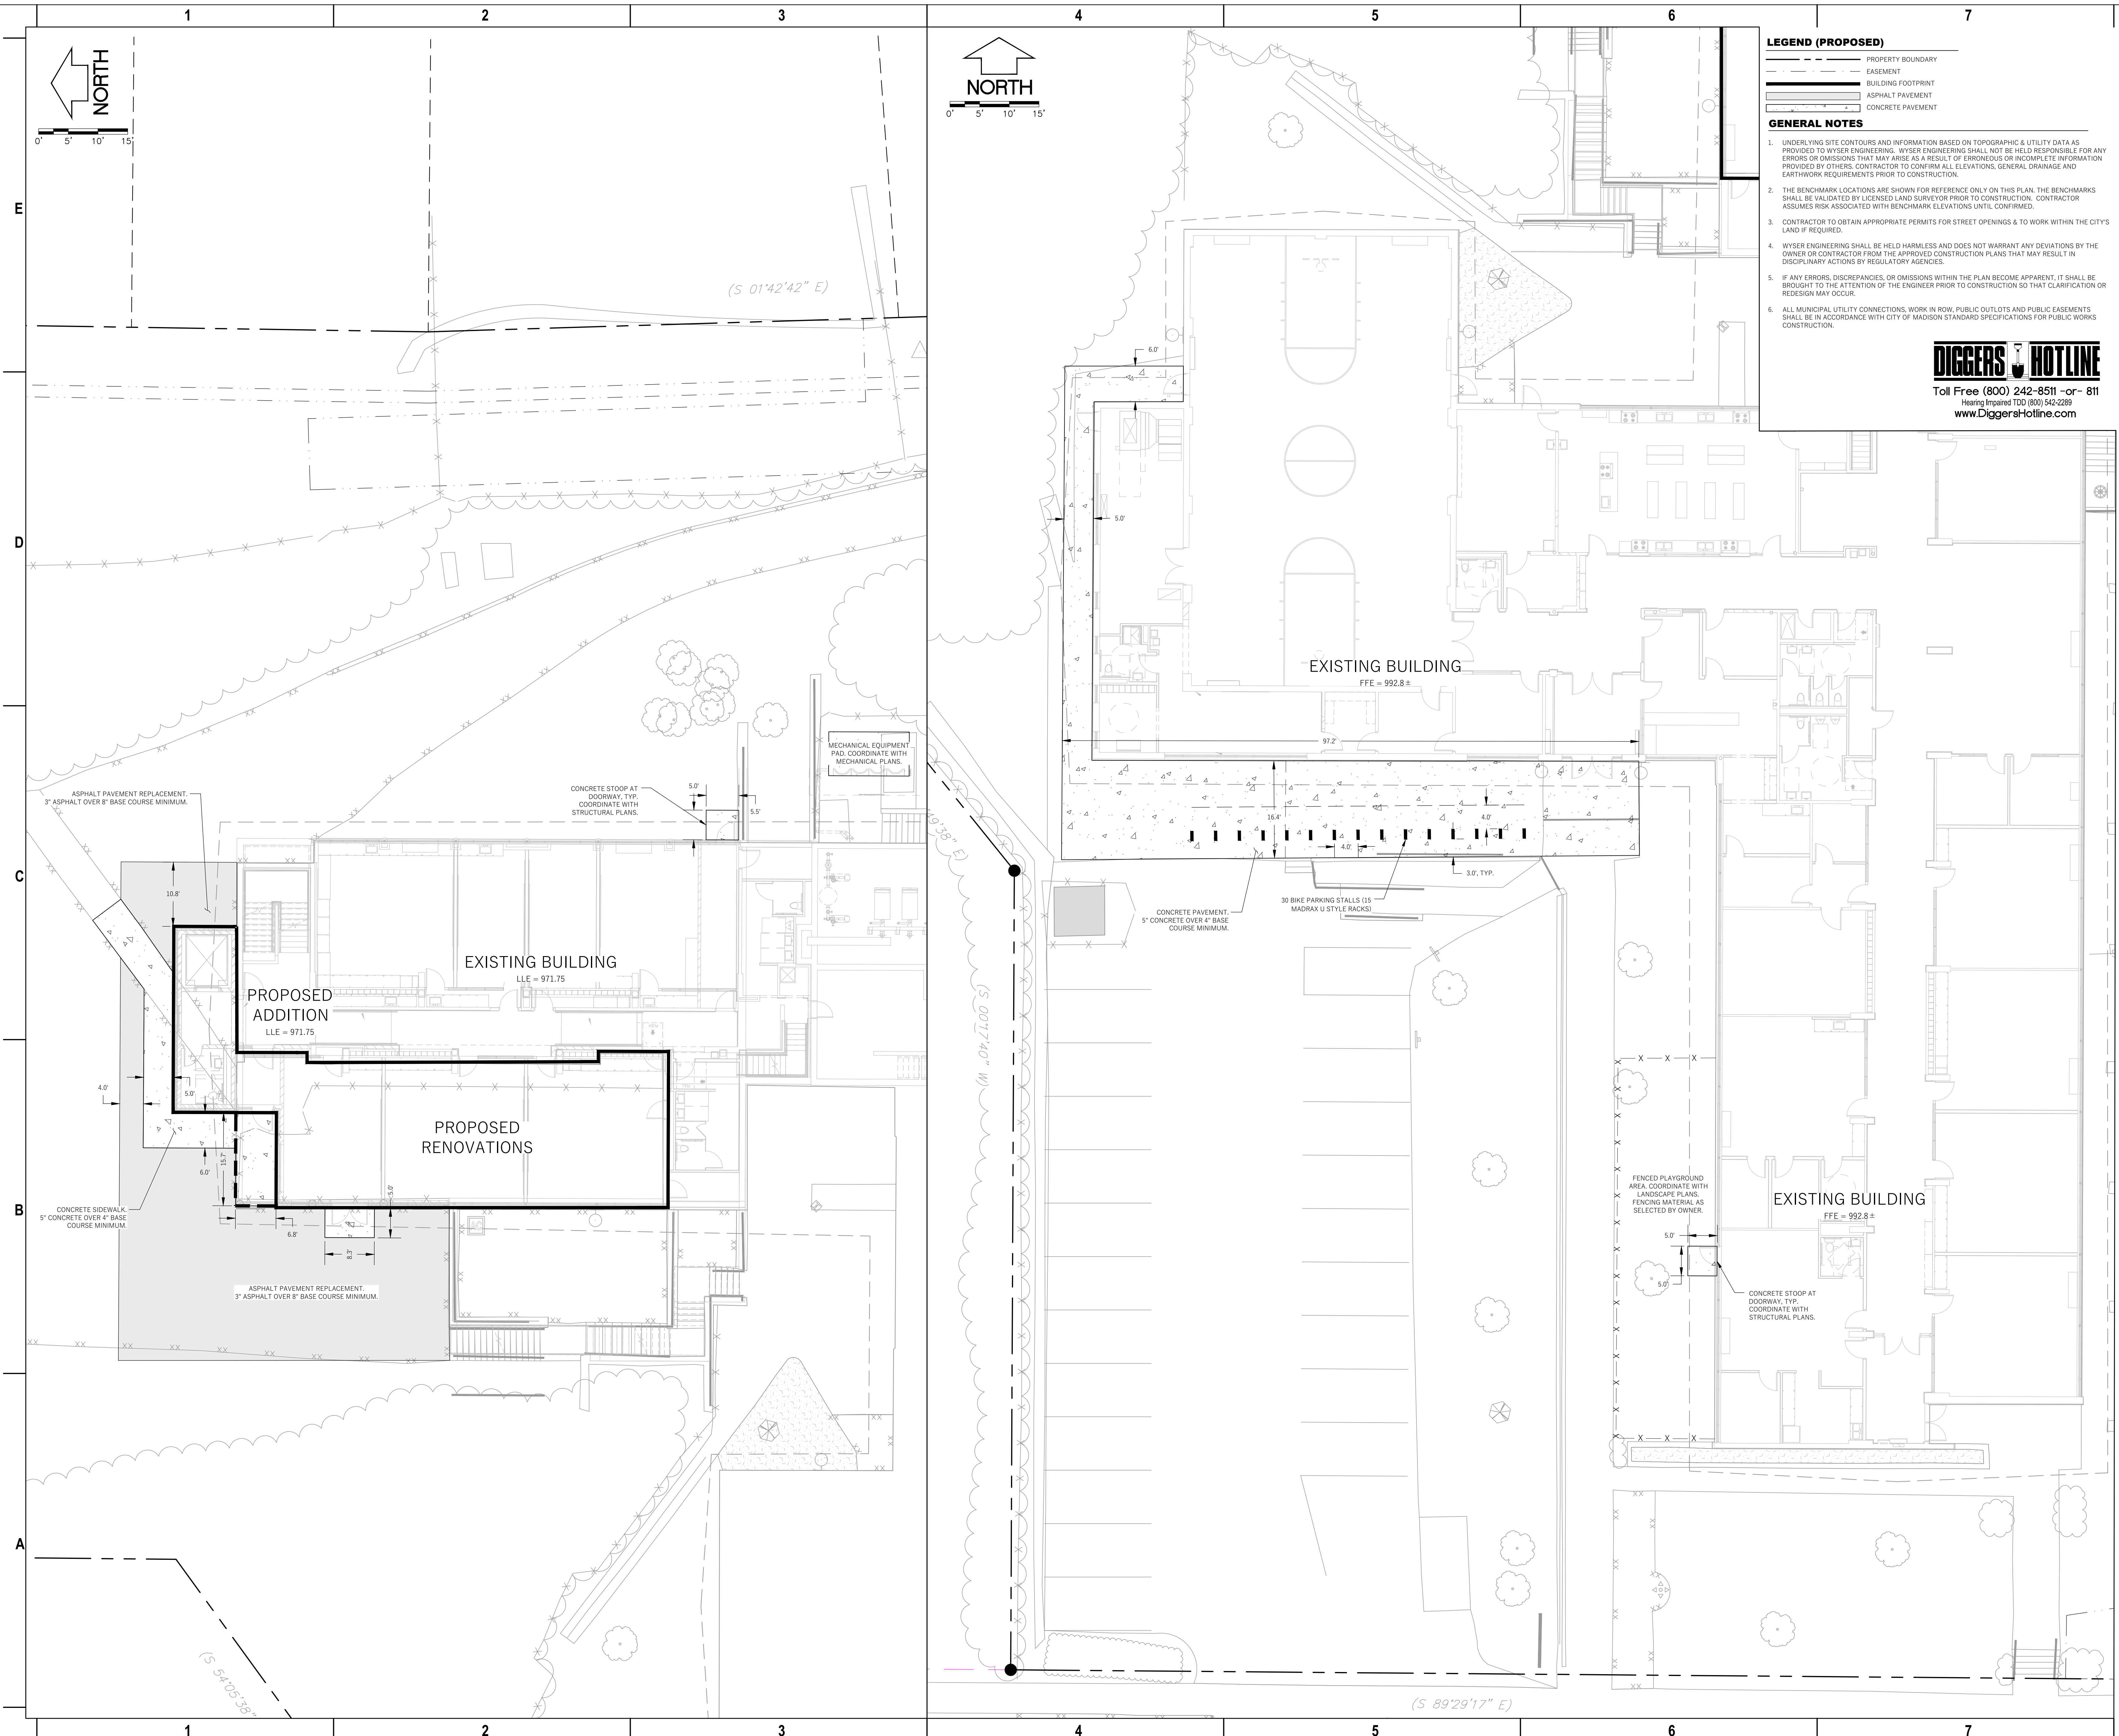 1 2 3 4 5 6 7
E
D
C
B
A
NORTH
0' 5' 10' 15'
(S 01°42'42" E)
MECHANICAL EQUIPMENT
PAD. COORDINATE WITH
MECHANICAL PLANS.
ASPHALT PAVEMENT REPLACEMENT.
3" ASPHALT OVER 8" BASE COURSE MINIMUM.
CONCRETE STOOP AT
DOORWAY, TYP.
COORDINATE WITH
STRUCTURAL PLANS.
5.0'
5.5'
10.8'
EXISTING BUILDING
LLE = 971.75
PROPOSED
ADDITION
LLE = 971.75
4.0'
5.0'
PROPOSED
RENOVATIONS
6.0'
15.7'
5.0'
CONCRETE SIDEWALK.
5" CONCRETE OVER 4" BASE
COURSE MINIMUM.
6.8'
8.3'
ASPHALT PAVEMENT REPLACEMENT.
3" ASPHALT OVER 8" BASE COURSE MINIMUM.
(S 54°05'38"
NORTH
0' 5' 10' 15'
6.0'
5.0'
EXISTING BUILDING
FFE = 992.8±
97.2'
16.4'
4.0'
4.0'
3.0', TYP.
49'38" E)
30 BIKE PARKING STALLS (15
MADRAX U STYLE RACKS)
CONCRETE PAVEMENT.
5" CONCRETE OVER 4" BASE
COURSE MINIMUM.
(S 00°17'40" W)
FENCED PLAYGROUND
AREA. COORDINATE WITH
LANDSCAPE PLANS.
FENCING MATERIAL AS
SELECTED BY OWNER.
EXISTING BUILDING
FFE = 992.8±
5.0'
5.0'
CONCRETE STOOP AT
DOORWAY, TYP.
COORDINATE WITH
STRUCTURAL PLANS.
(S 89°29'17" E)
LEGEND (PROPOSED)
PROPERTY BOUNDARY
EASEMENT
BUILDING FOOTPRINT
ASPHALT PAVEMENT
CONCRETE PAVEMENT
GENERAL NOTES
1. UNDERLYING SITE CONTOURS AND INFORMATION BASED ON TOPOGRAPHIC & UTILITY DATA AS
PROVIDED TO WYSER ENGINEERING. WYSER ENGINEERING SHALL NOT BE HELD RESPONSIBLE FOR ANY
ERRORS OR OMISSIONS THAT MAY ARISE AS A RESULT OF ERRONEOUS OR INCOMPLETE INFORMATION
PROVIDED BY OTHERS. CONTRACTOR TO CONFIRM ALL ELEVATIONS, GENERAL DRAINAGE AND
EARTHWORK REQUIREMENTS PRIOR TO CONSTRUCTION.
2. THE BENCHMARK LOCATIONS ARE SHOWN FOR REFERENCE ONLY ON THIS PLAN. THE BENCHMARKS
SHALL BE VALIDATED BY LICENSED LAND SURVEYOR PRIOR TO CONSTRUCTION. CONTRACTOR
ASSUMES RISK ASSOCIATED WITH BENCHMARK ELEVATIONS UNTIL CONFIRMED.
3. CONTRACTOR TO OBTAIN APPROPRIATE PERMITS FOR STREET OPENINGS & TO WORK WITHIN THE CITY'S
LAND IF REQUIRED.
4. WYSER ENGINEERING SHALL BE HELD HARMLESS AND DOES NOT WARRANT ANY DEVIATIONS BY THE
OWNER OR CONTRACTOR FROM THE APPROVED CONSTRUCTION PLANS THAT MAY RESULT IN
DISCIPLINARY ACTIONS BY REGULATORY AGENCIES.
5. IF ANY ERRORS, DISCREPANCIES, OR OMISSIONS WITHIN THE PLAN BECOME APPARENT, IT SHALL BE
BROUGHT TO THE ATTENTION OF THE ENGINEER PRIOR TO CONSTRUCTION SO THAT CLARIFICATION OR
REDESIGN MAY OCCUR.
6. ALL MUNICIPAL UTILITY CONNECTIONS, WORK IN ROW, PUBLIC OUTLOTS AND PUBLIC EASEMENTS
SHALL BE IN ACCORDANCE WITH CITY OF MADISON STANDARD SPECIFICATIONS FOR PUBLIC WORKS
CONSTRUCTION.
DIGGERS HOTLINE
Toll Free (800) 242-8511 -or- 811
Hearing Impaired TDD (800) 542-2289
www.DiggersHotline.com
1 2 3 4 5 6 7